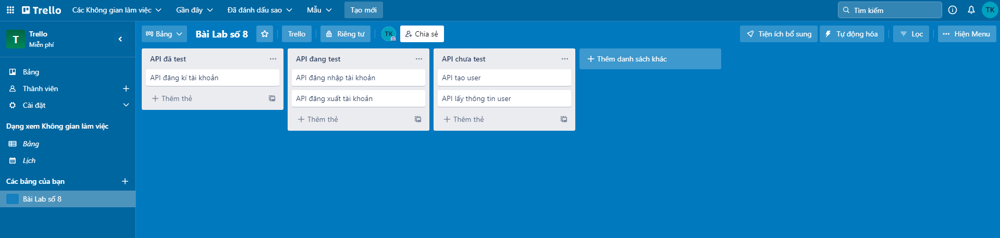 Trello Các Không gian làm việc Gần đây Đã đánh dấu sao Mẫu Tạo mới Tìm kiếm TK
T Trello
Miễn phí
Bảng Bài Lab số 8 Trello Riêng tư TK Chia sẻ Tiện ích bổ sung Tự động hóa Lọc Hiện Menu
Bảng
Thành viên
Cài đặt
Dạng xem Không gian làm việc
Bảng
Lịch
Các bảng của bạn
Bài Lab số 8
API đã test
API đăng kí tài khoản
Thêm thẻ
API đang test
API đăng nhập tài khoản
API đăng xuất tài khoản
Thêm thẻ
API chưa test
API tạo user
API lấy thông tin user
Thêm thẻ
Thêm danh sách khác